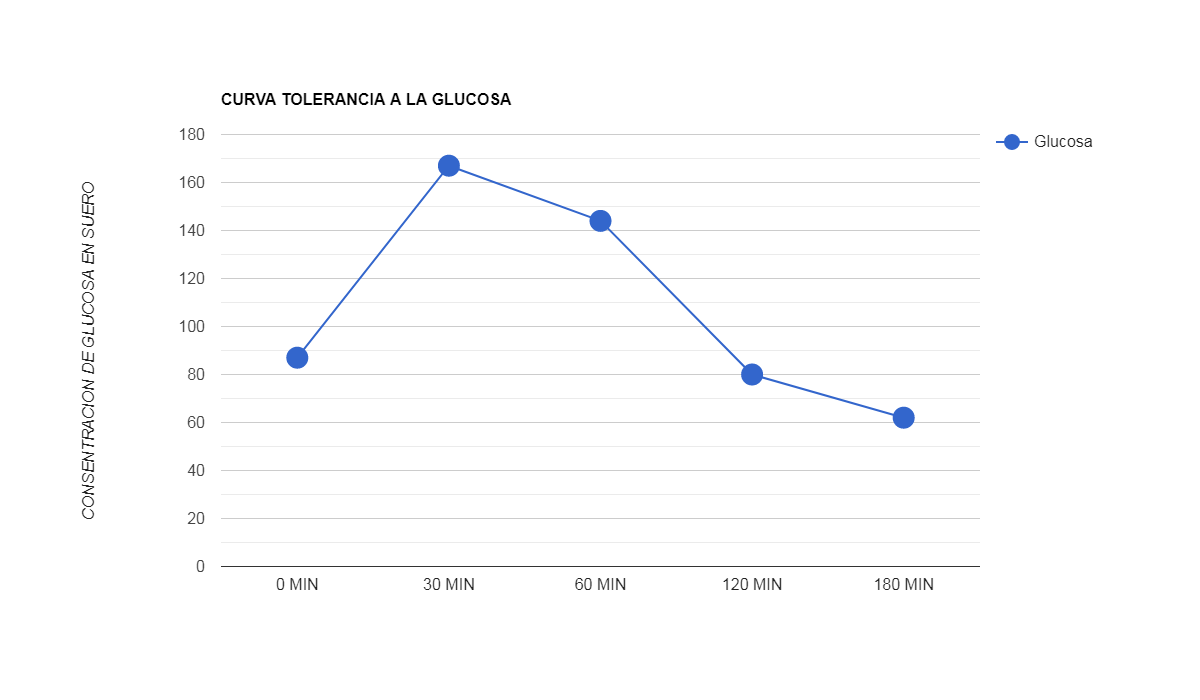 CURVA TOLERANCIA A LA GLUCOSA
CONSENTRACION DE GLUCOSA EN SUERO
180
160
140
120
100
80
60
40
20
0
0 MIN
30 MIN
60 MIN
120 MIN
180 MIN
Glucosa